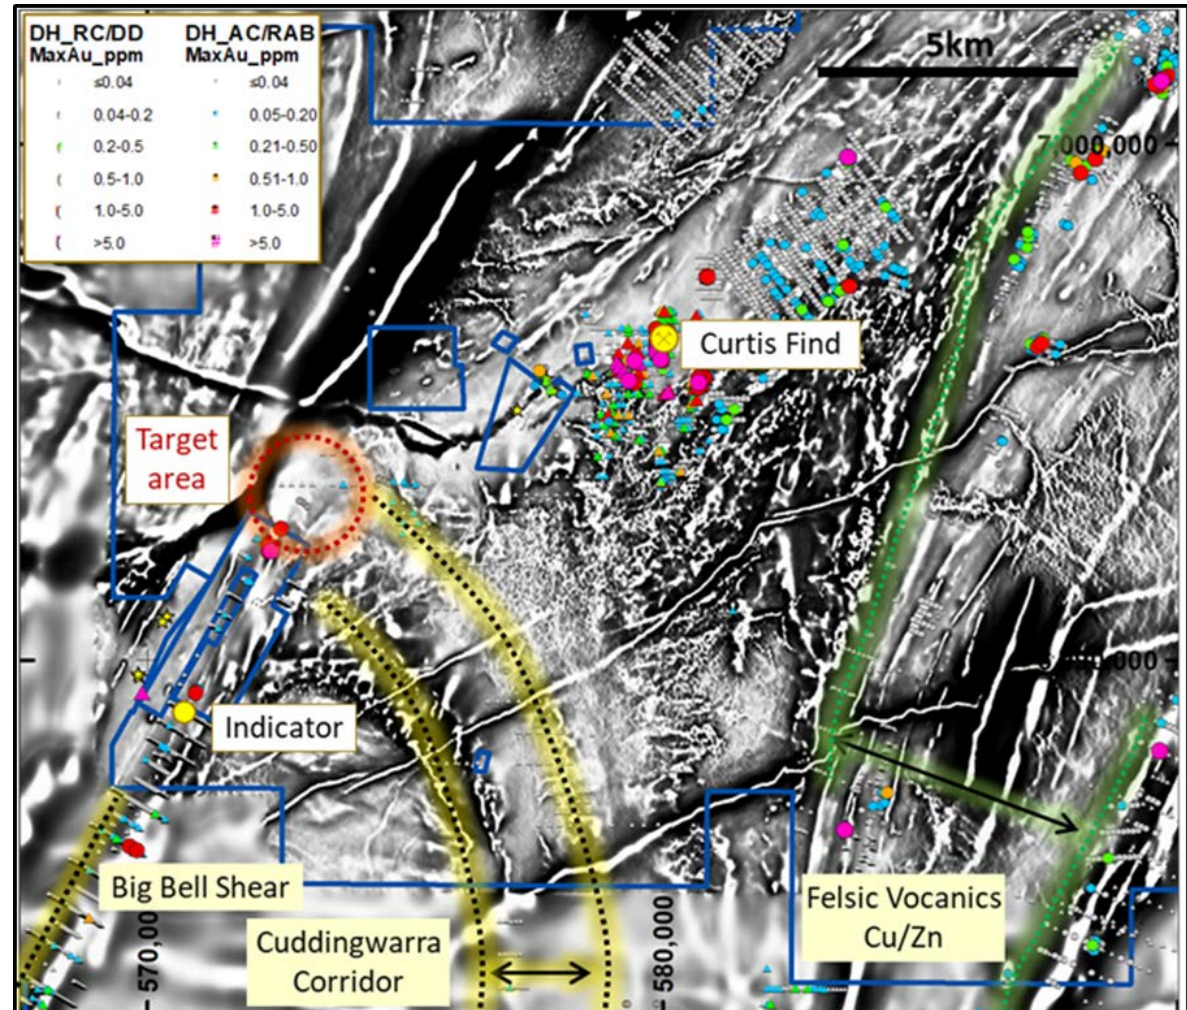 DH_RC/DD
MaxAu_ppm
≤0.04
0.04-0.2
0.2-0.5
0.5-1.0
1.0-5.0
>5.0
DH_AC/RAB
MaxAu_ppm
≤0.04
0.05-0.20
0.21-0.50
0.51-1.0
1.0-5.0
>5.0
5km
7,000,000
Curtis Find
Target
area
Indicator
Big Bell Shear
Cuddingwarra
Corridor
Felsic Vocanics
Cu/Zn
570,000
580,000